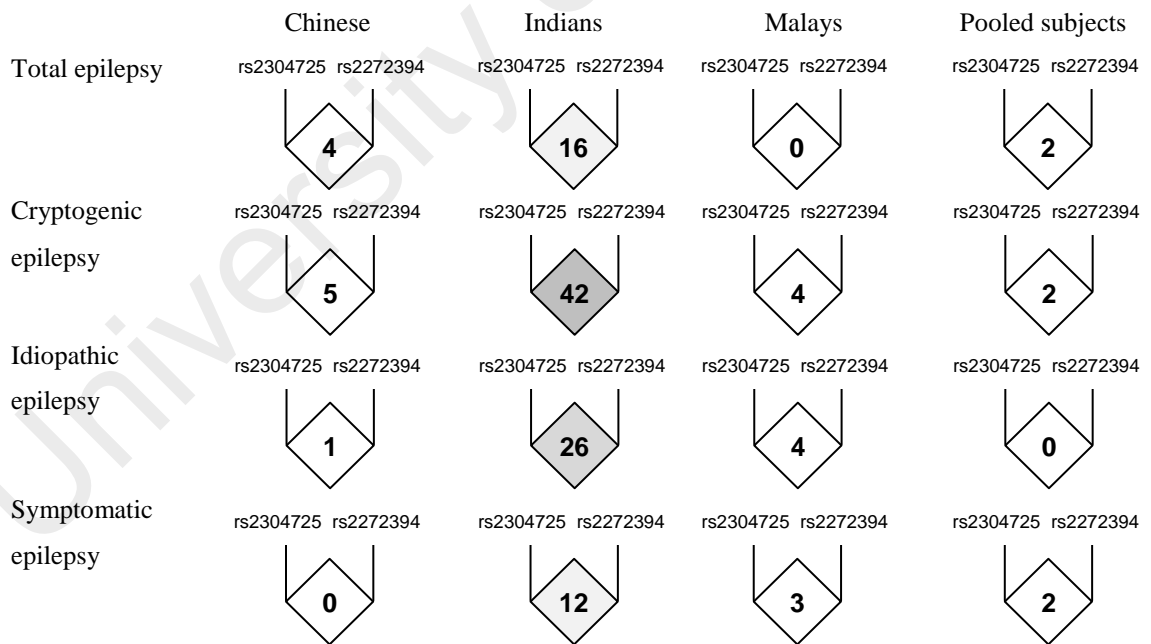 Chinese Indians Malays Pooled subjects
Total epilepsy rs2304725 rs2272394 rs2304725 rs2272394 rs2304725 rs2272394 rs2304725 rs2272394
4 16 0 2
Cryptogenic rs2304725 rs2272394 rs2304725 rs2272394 rs2304725 rs2272394 rs2304725 rs2272394
epilepsy
5 42 4 2
Idiopathic rs2304725 rs2272394 rs2304725 rs2272394 rs2304725 rs2272394 rs2304725 rs2272394
epilepsy
1 26 4 0
Symptomatic rs2304725 rs2272394 rs2304725 rs2272394 rs2304725 rs2272394 rs2304725 rs2272394
epilepsy
0 12 3 2
University